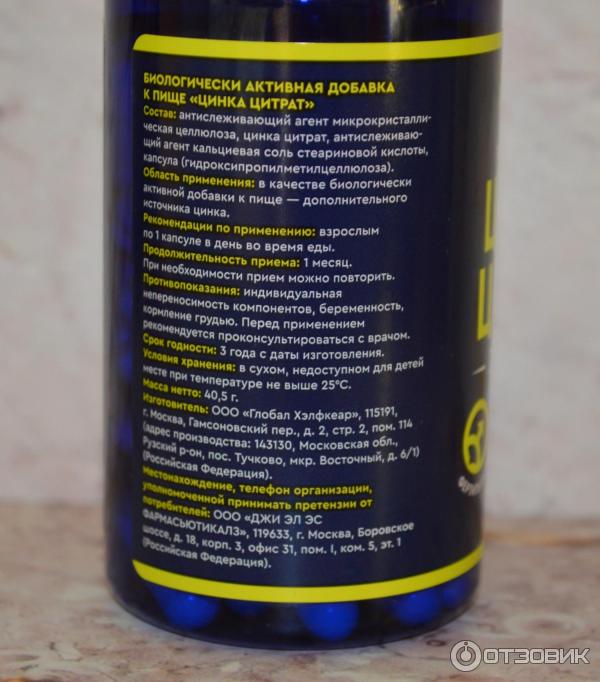 БИОЛОГИЧЕСКИ АКТИВНАЯ ДОБАВКА
К ПИЩЕ «ЦИНКА ЦИТРАТ»
Состав: антислеживающий агент микрокристалли-
ческая целлюлоза, цинка цитрат, антислеживаю-
щий агент кальциевая соль стеариновой кислоты,
капсула (гидроксипропилметилцеллюлоза).
Область применения: в качестве биологически
активной добавки к пище — дополнительного
источника цинка.
Рекомендации по применению: взрослым
по 1 капсуле в день во время еды.
Продолжительность приема: 1 месяц.
При необходимости прием можно повторить.
Противопоказания: индивидуальная
непереносимость компонентов, беременность,
кормление грудью. Перед применением
рекомендуется проконсультироваться с врачом.
Срок годности: 3 года с даты изготовления.
Условия хранения: в сухом, недоступном для детей
месте при температуре не выше 25°С.
Масса нетто: 40,5 г.
Изготовитель: ООО «Глобал Хэлфкеар», 115191,
г. Москва, Гамсоновский пер., д. 2, стр. 2, пом. 114
(адрес производства: 143130, Московская обл.,
Рузский р-он, пос. Тучково, мкр. Восточный, д. 6/1)
(Российская Федерация).
Местонахождение, телефон организации,
уполномоченной принимать претензии от
потребителей: ООО «ДЖИ ЭЛ ЭС
ФАРМАСЬЮТИКАЛЗ», 119633, г. Москва, Боровское
шоссе, д. 18, корп. 3, офис 31, пом. I, ком. 5, эт. 1
(Российская Федерация).
ОТЗОВИК